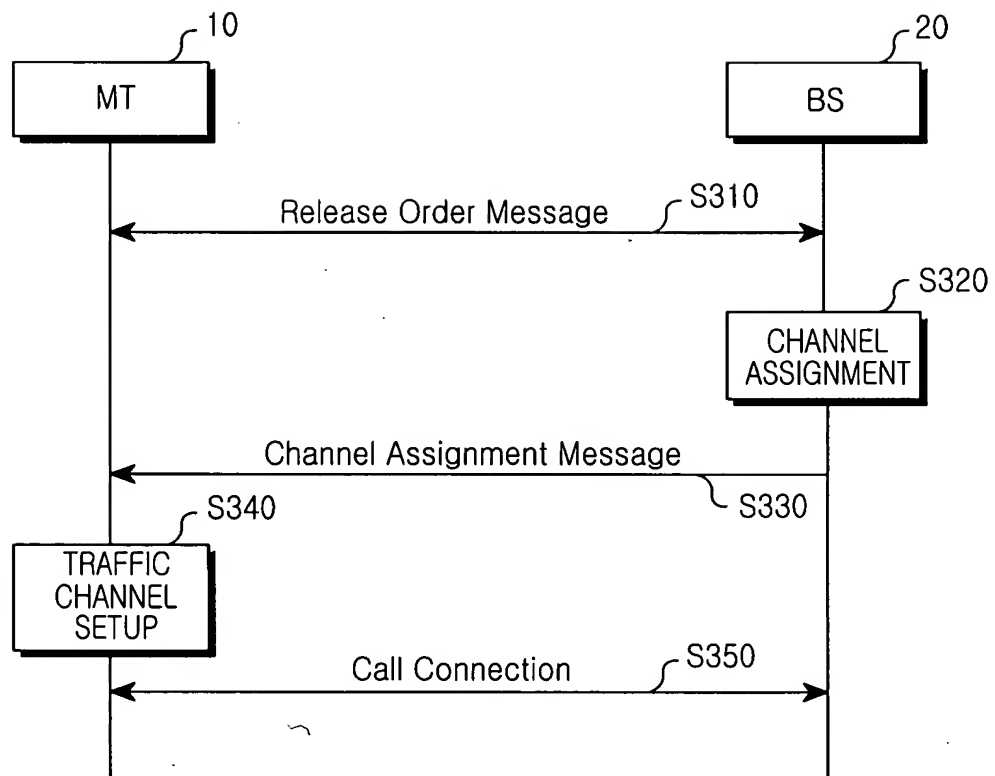 10
20
MT
BS
Release Order Message
S310
S320
CHANNEL
ASSIGNMENT
Channel Assignment Message
S330
S340
TRAFFIC
CHANNEL
SETUP
Call Connection
S350